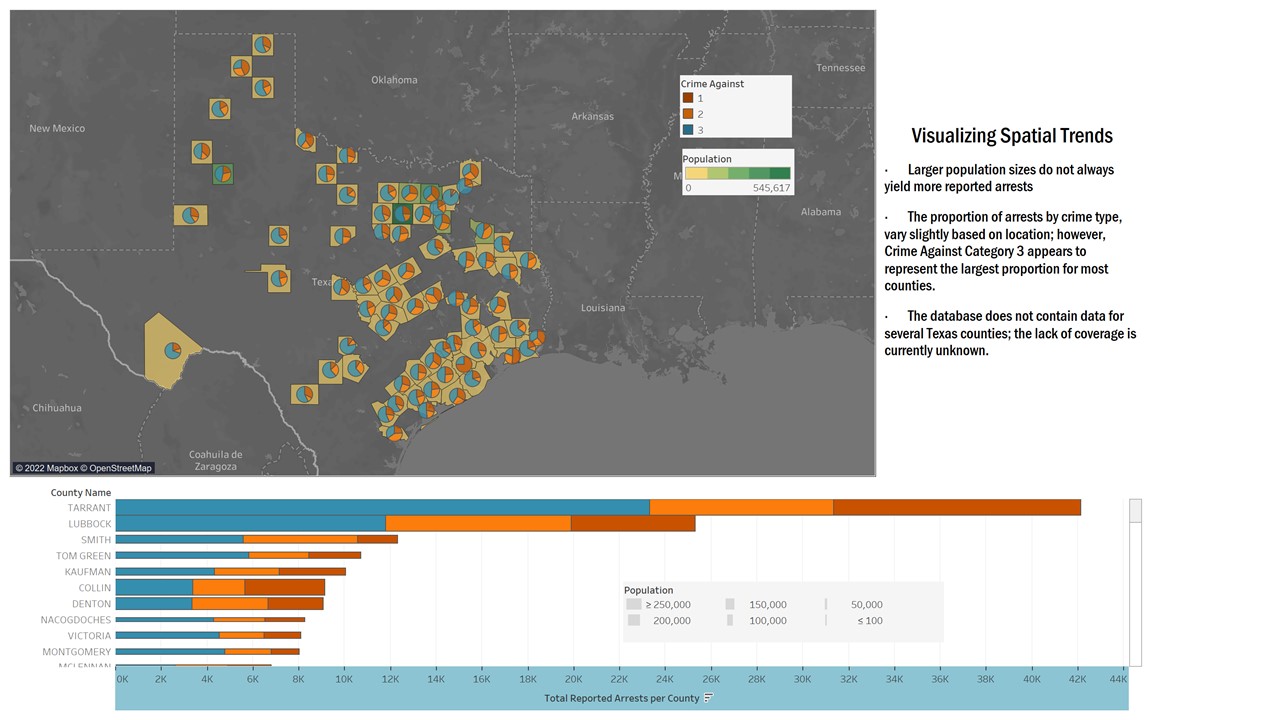 Tennessee
Oklahoma
Arkansas
New Mexico
Crime Against
1
2
3
Population
0 545,617
M
Alabama
Texa
Louisiana
Chihuahua
Coahuila de
Zaragoza
© 2022 Mapbox © OpenStreetMap
Visualizing Spatial Trends
· Larger population sizes do not always
yield more reported arrests
· The proportion of arrests by crime type,
vary slightly based on location; however,
Crime Against Category 3 appears to
represent the largest proportion for most
counties.
· The database does not contain data for
several Texas counties; the lack of coverage is
currently unknown.
County Name
TARRANT
LUBBOCK
SMITH
TOM GREEN
KAUFMAN
COLLIN
DENTON
NACOGDOCHES
VICTORIA
MONTGOMERY
MCLENNAN
Population
≥ 250,000 150,000 50,000
200,000 100,000 ≤ 100
0K 2K 4K 6K 8K 10K 12K 14K 16K 18K 20K 22K 24K 26K 28K 30K 32K 34K 36K 38K 40K 42K 44K
Total Reported Arrests per County